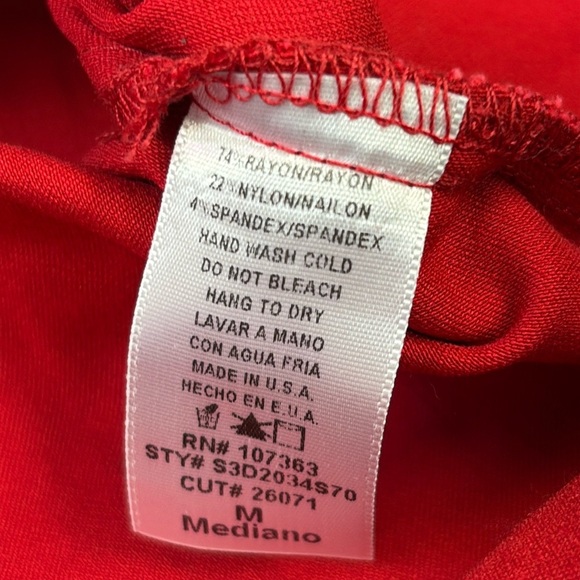 74% RAYON/RAYON
22% NYLON/NAILON
4% SPANDEX/SPANDEX
HAND WASH COLD
DO NOT BLEACH
HANG TO DRY
LAVAR A MANO
CON AGUA FRIA
MADE IN U.S.A.
HECHO EN E.U.A.
RN# 107363
STY# S3D2034S70
CUT# 26071
M
Mediano